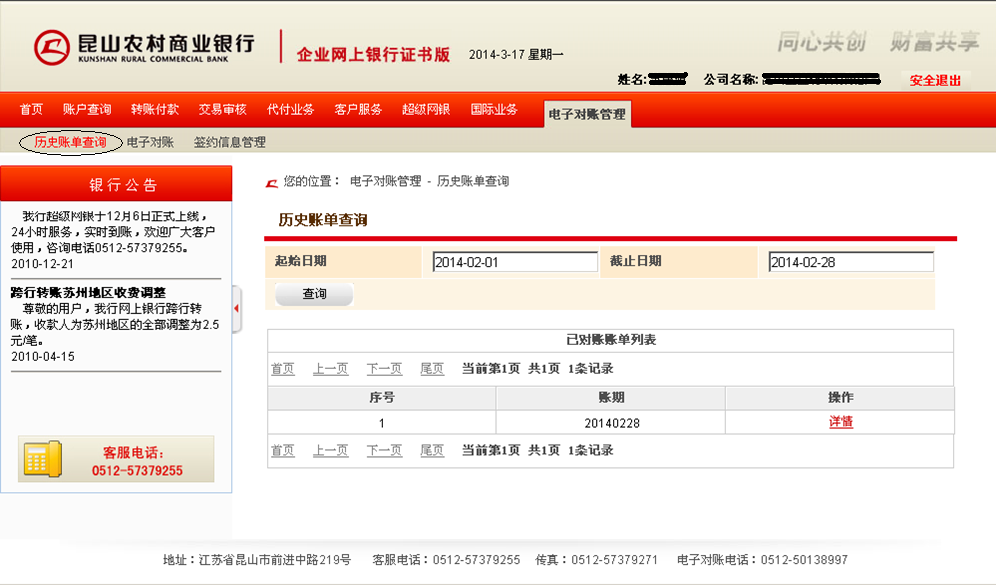 昆山农村商业银行
KUNSHAN RURAL COMMERCIAL BANK
企业网上银行证书版
2014-3-17 星期一
同心共创 财富共享
姓名: 公司名称: 安全退出
首页 账户查询 转账付款 交易审核 代付业务 客户服务 超级网银 国际业务 电子对账管理
历史账单查询 电子对账 签约信息管理
银行公告
我行超级网银于12月6日正式上线，
24小时服务，实时到账，欢迎广大客户
使用，咨询电话0512-57379255。
2010-12-21
跨行转账苏州地区收费调整
尊敬的用户，我行网上银行跨行转
账，收款人为苏州地区的全部调整为2.5
元/笔。
2010-04-15
客服电话：
0512-57379255
您的位置： 电子对账管理 - 历史账单查询
历史账单查询
起始日期 2014-02-01 截止日期 2014-02-28
查询
已对账账单列表
首页 上一页 下一页 尾页 当前第1页 共1页 1条记录
序号 账期 操作
1 20140228 详情
首页 上一页 下一页 尾页 当前第1页 共1页 1条记录
地址：江苏省昆山市前进中路219号 客服电话：0512-57379255 传真：0512-57379271 电子对账电话：0512-50138997